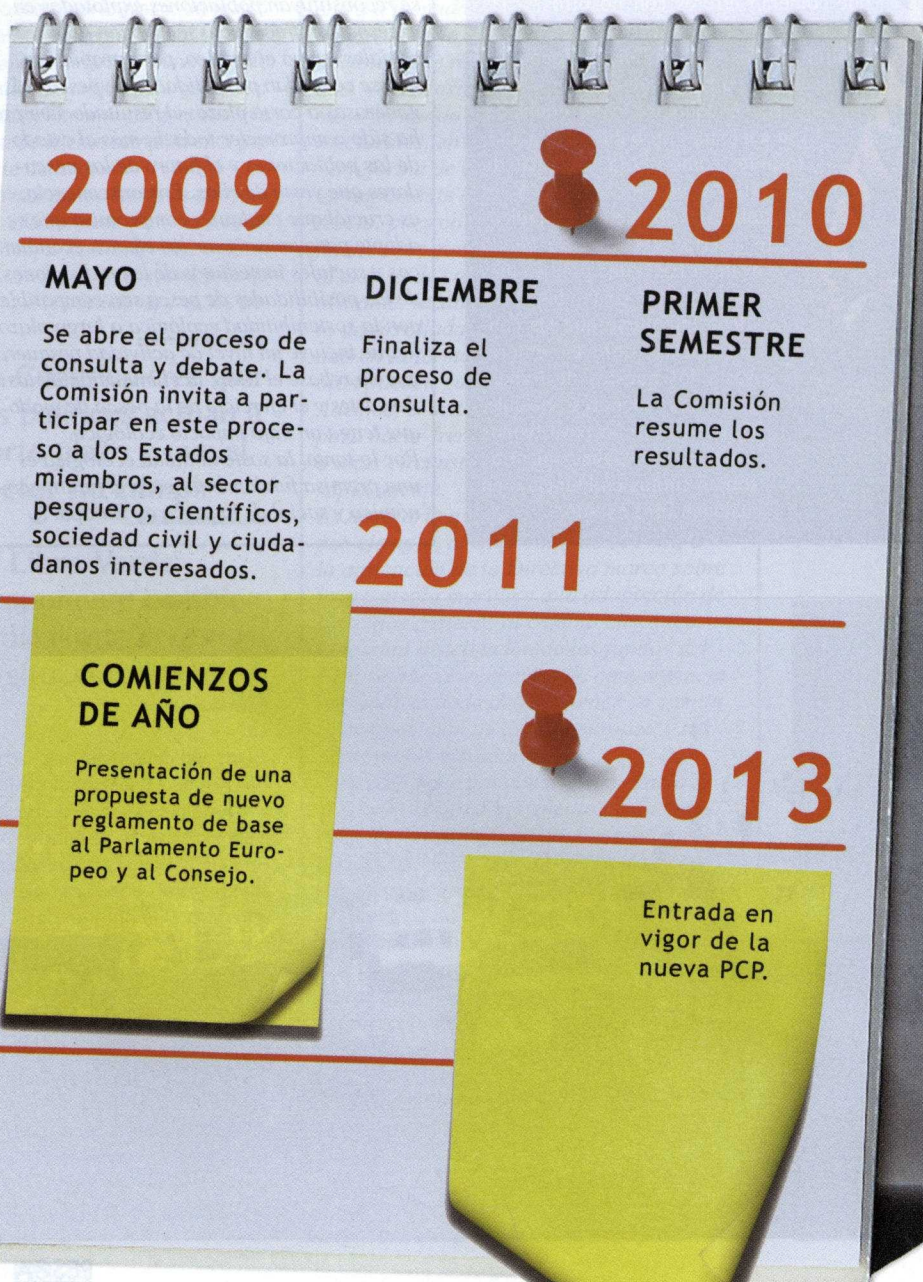 2009
MAYO
Se abre el proceso de
consulta y debate. La
Comisión invita a par-
ticipar en este proce-
so a los Estados
miembros, al sector
pesquero, científicos,
sociedad civil y ciuda-
danos interesados.
DICIEMBRE
Finaliza el
proceso de
consulta.
2010
PRIMER
SEMESTRE
La Comisión
resume los
resultados.
2011
COMIENZOS
DE AÑO
Presentación de una
propuesta de nuevo
reglamento de base
al Parlamento Euro-
peo y al Consejo.
2013
Entrada en
vigor de la
nueva PCP.